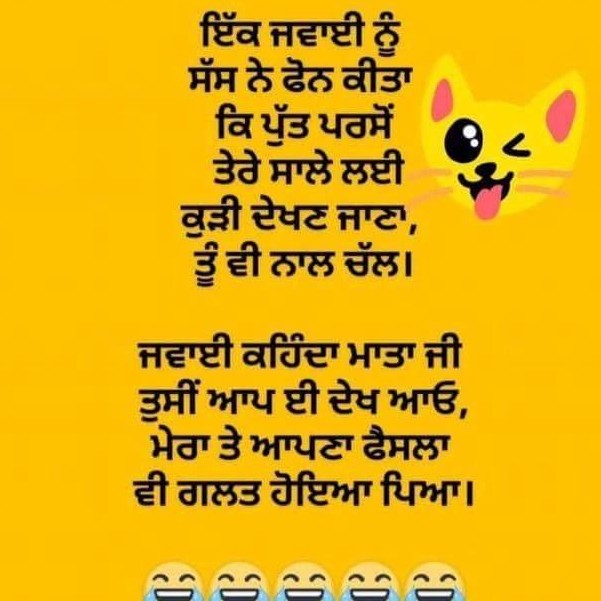 ਇੱਕ ਜਵਾਈ ਨੂੰ
ਸੱਸ ਨੇ ਫੋਨ ਕੀਤਾ
ਕਿ ਪੁੱਤ ਪਰਸੋਂ
ਤੇਰੇ ਸਾਲੇ ਲਈ
ਕੁੜੀ ਦੇਖਣ ਜਾਣਾ,
ਤੂੰ ਵੀ ਨਾਲ ਚੱਲ।
ਜਵਾਈ ਕਹਿੰਦਾ ਮਾਤਾ ਜੀ
ਤੁਸੀਂ ਆਪ ਈ ਦੇਖ ਆਓ,
ਮੇਰਾ ਤੇ ਆਪਣਾ ਫੈਸਲਾ
ਵੀ ਗਲਤ ਹੋਇਆ ਪਿਆ।